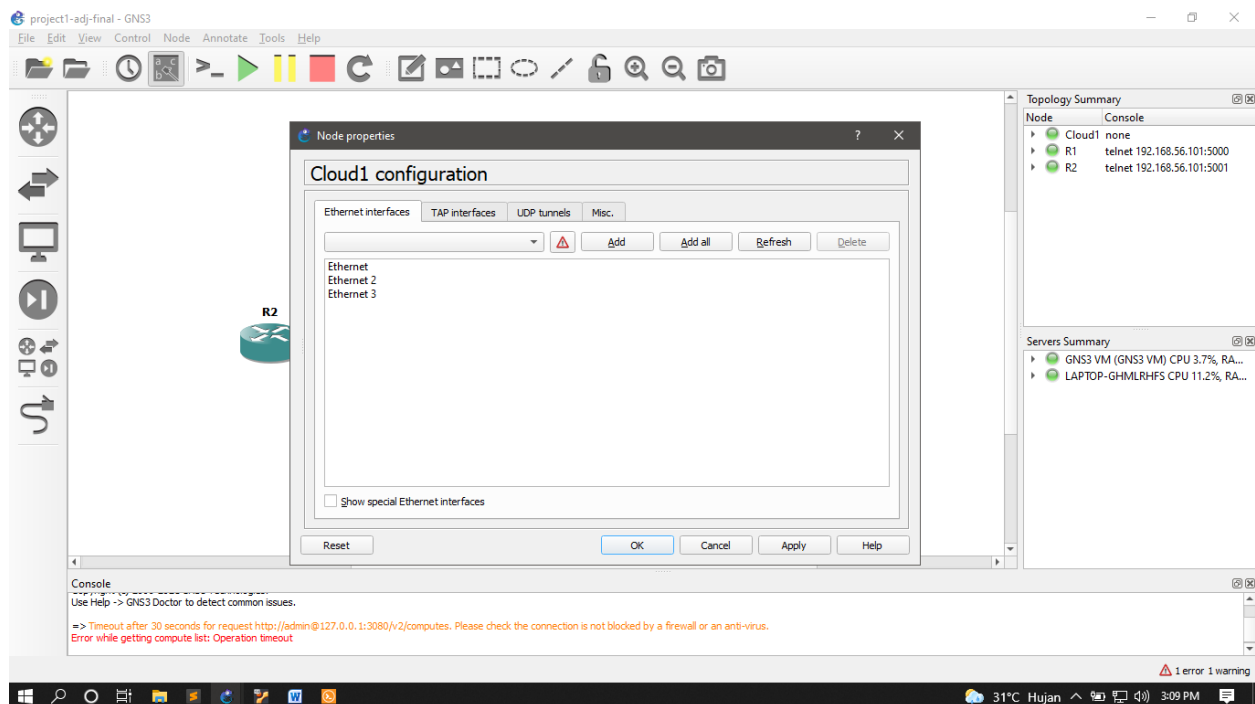 project1-adj-final - GNS3
File Edit View Control Node Annotate Tools Help
Topology Summary
Node Console
Cloud1 none
R1 telnet 192.168.56.101:5000
R2 telnet 192.168.56.101:5001
Node properties
Cloud1 configuration
Ethernet interfaces TAP interfaces UDP tunnels Misc.
Add Add all Refresh Delete
Ethernet
Ethernet 2
Ethernet 3
R2
Servers Summary
GNS3 VM (GNS3 VM) CPU 3.7%, RA...
LAPTOP-GHMLRHFS CPU 11.2%, RA...
Show special Ethernet interfaces
Reset OK Cancel Apply Help
Console
Use Help -> GNS3 Doctor to detect common issues.
=> Timeout after 30 seconds for request http://admin@127.0.0.1:3080/v2/computes. Please check the connection is not blocked by a firewall or an anti-virus.
Error while getting compute list: Operation timeout
1 error 1 warning
31°C Hujan 3:09 PM